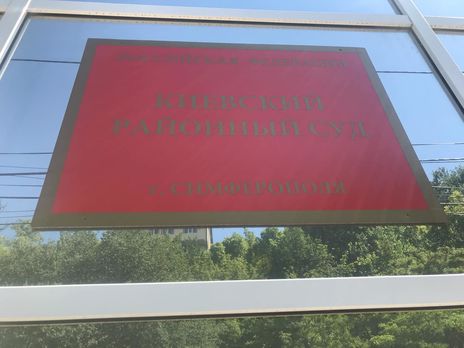 РОССИЙСКАЯ ФЕДЕРАЦИЯ
КИЕВСКИЙ
РАЙОННЫЙ СУД
г. СИМФЕРОПОЛЯ